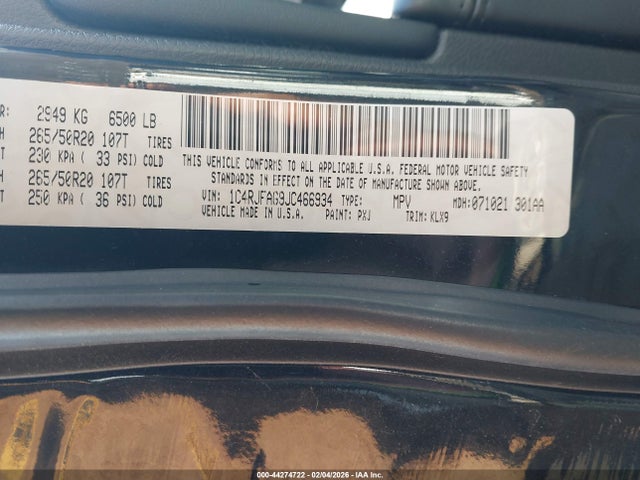 R: 2949 KG 6500 LB
H 265/50R20 107T TIRES
T 230 KPA ( 33 PSI) COLD
H 265/50R20 107T TIRES
T 250 KPA ( 36 PSI) COLD
THIS VEHICLE CONFORMS TO ALL APPLICABLE U.S.A. FEDERAL MOTOR VEHICLE SAFETY
STANDARDS IN EFFECT ON THE DATE OF MANUFACTURE SHOWN ABOVE.
VIN: 1C4RJFAG9JC466934 TYPE: MPV MDH:071021 301AA
VEHICLE MADE IN U.S.A. PAINT: PXJ TRIM: KLX9
000-44274722 - 02/04/2026 - IAA Inc.